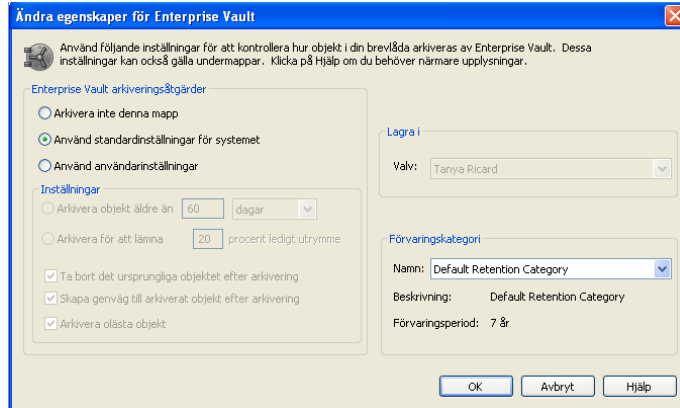 Ändra egenskaper för Enterprise Vault
Använd följande inställningar för att kontrollera hur objekt i din brevlåda arkiveras av Enterprise Vault. Dessa
inställningar kan också gälla undermappar. Klicka på Hjälp om du behöver närmare upplysningar.
Enterprise Vault arkiveringsåtgärder
Arkivera inte denna mapp
Använd standardinställningar för systemet
Använd användarinställningar
Inställningar
Arkivera objekt äldre än 60 dagar
Arkivera för att lämna 20 procent ledigt utrymme
Ta bort det ursprungliga objektet efter arkivering
Skapa genväg till arkiverat objekt efter arkivering
Arkivera olästa objekt
Lagra i
Valv: Tanya Ricard
Förvaringskategori
Namn: Default Retention Category
Beskrivning: Default Retention Category
Förvaringsperiod: 7 år
OK Avbryt Hjälp